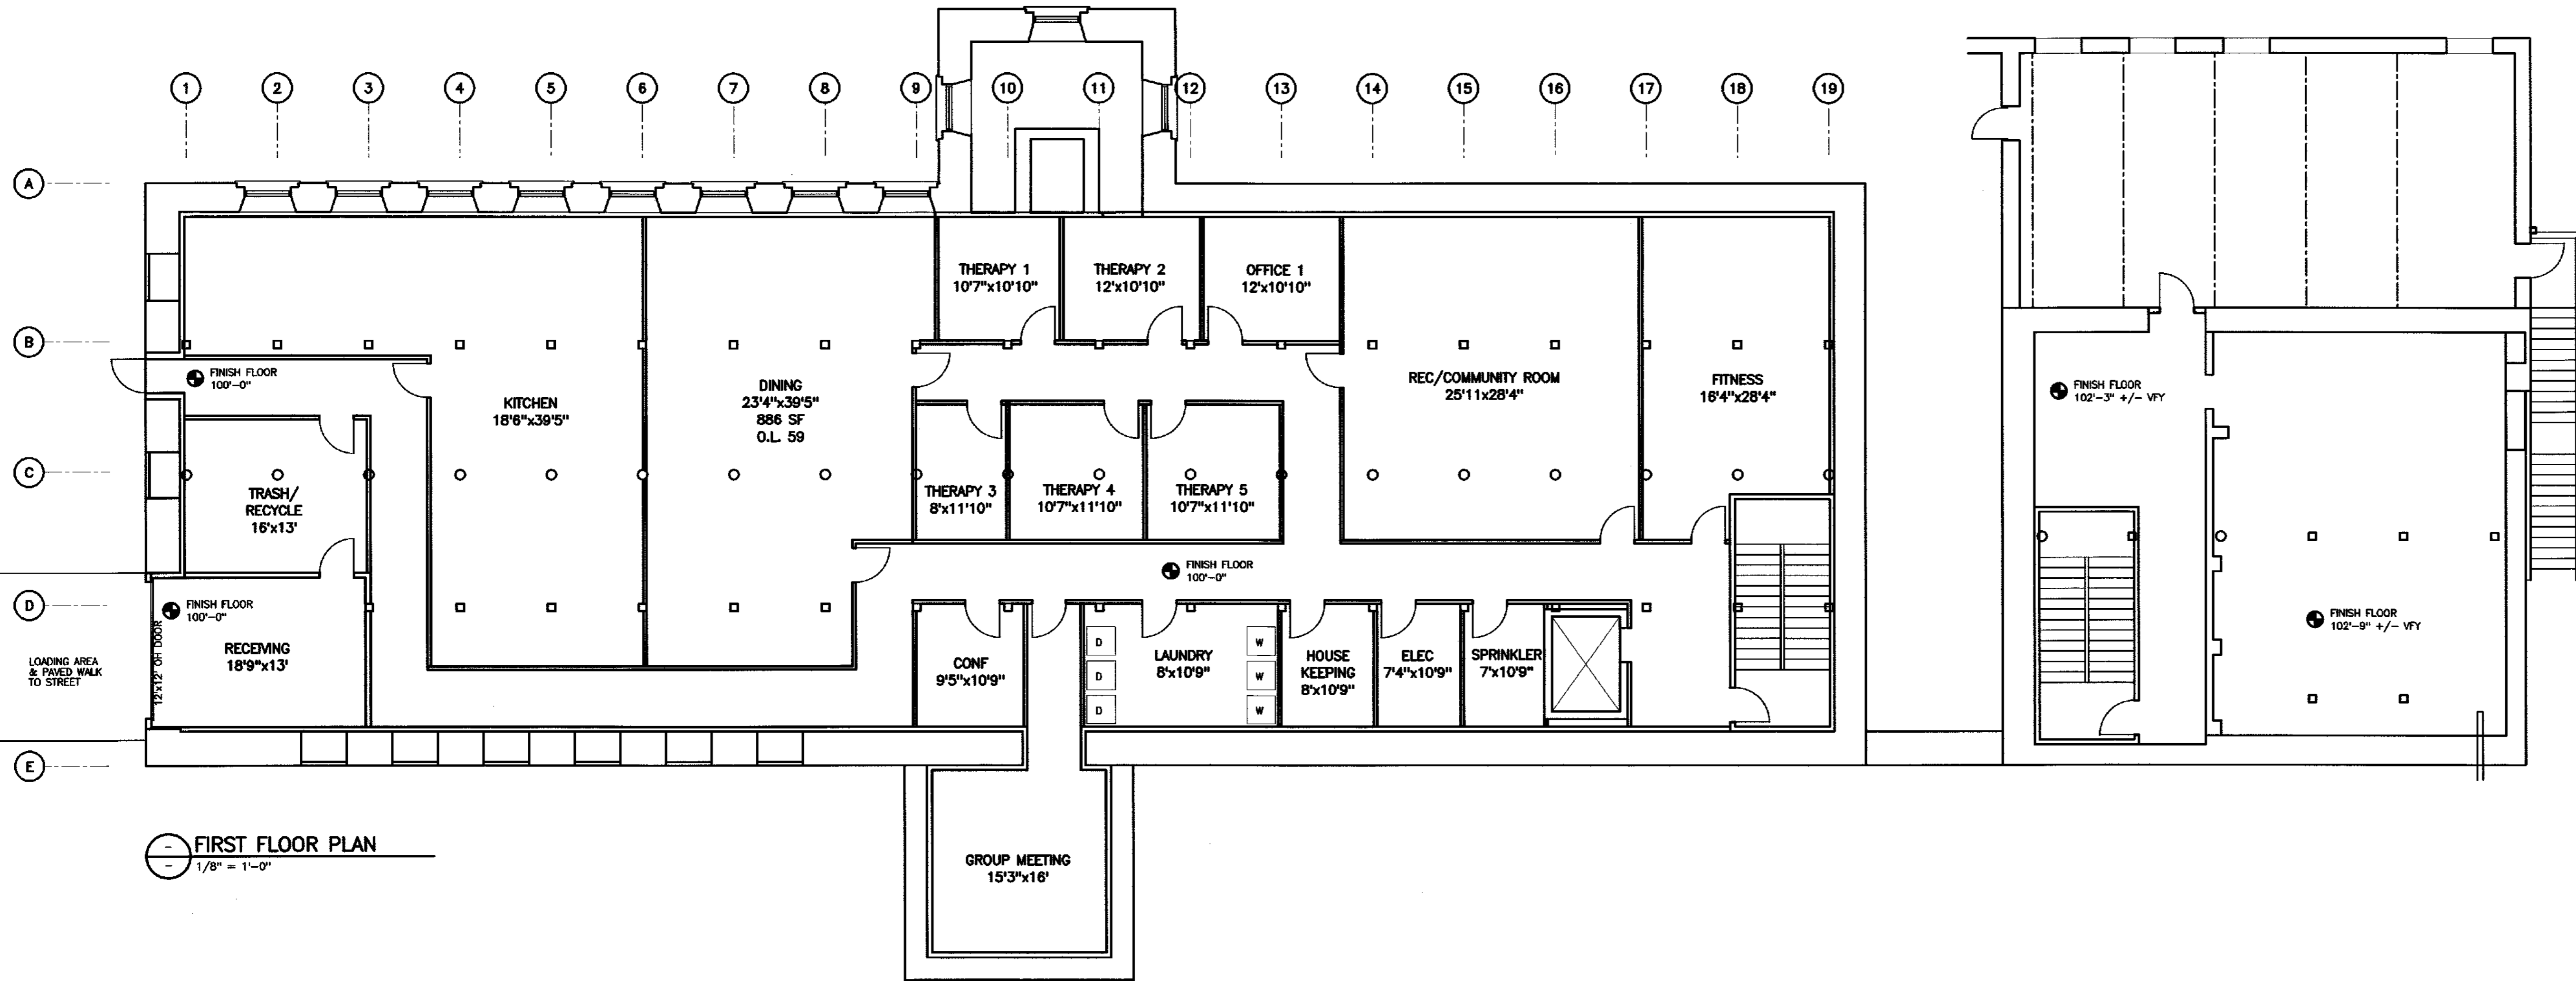 1 2 3 4 5 6 7 8 9 10 11 12 13 14 15 16 17 18 19
A
B
C
D
E
THERAPY 1
10'7"x10'10"
THERAPY 2
12'x10'10"
OFFICE 1
12'x10'10"
FINISH FLOOR
100'-0"
KITCHEN
18'6"x39'5"
DINING
23'4"x39'5"
886 SF
O.L. 59
REC/COMMUNITY ROOM
25'11x28'4"
FITNESS
16'4"x28'4"
FINISH FLOOR
102'-3" +/- VFY
TRASH/
RECYCLE
16'x13'
THERAPY 3
8'x11'10"
THERAPY 4
10'7"x11'10"
THERAPY 5
10'7"x11'10"
FINISH FLOOR
100'-0"
FINISH FLOOR
100'-0"
12'x12' OH DOOR
RECEIVING
18'9"x13'
LOADING AREA
& PAVED WALK
TO STREET
CONF
9'5"x10'9"
D
D
D
LAUNDRY
8'x10'9"
W
W
W
HOUSE
KEEPING
8'x10'9"
ELEC
7'4"x10'9"
SPRINKLER
7'x10'9"
FINISH FLOOR
102'-9" +/- VFY
GROUP MEETING
15'3"x16'
-
-
FIRST FLOOR PLAN
1/8" = 1'-0"